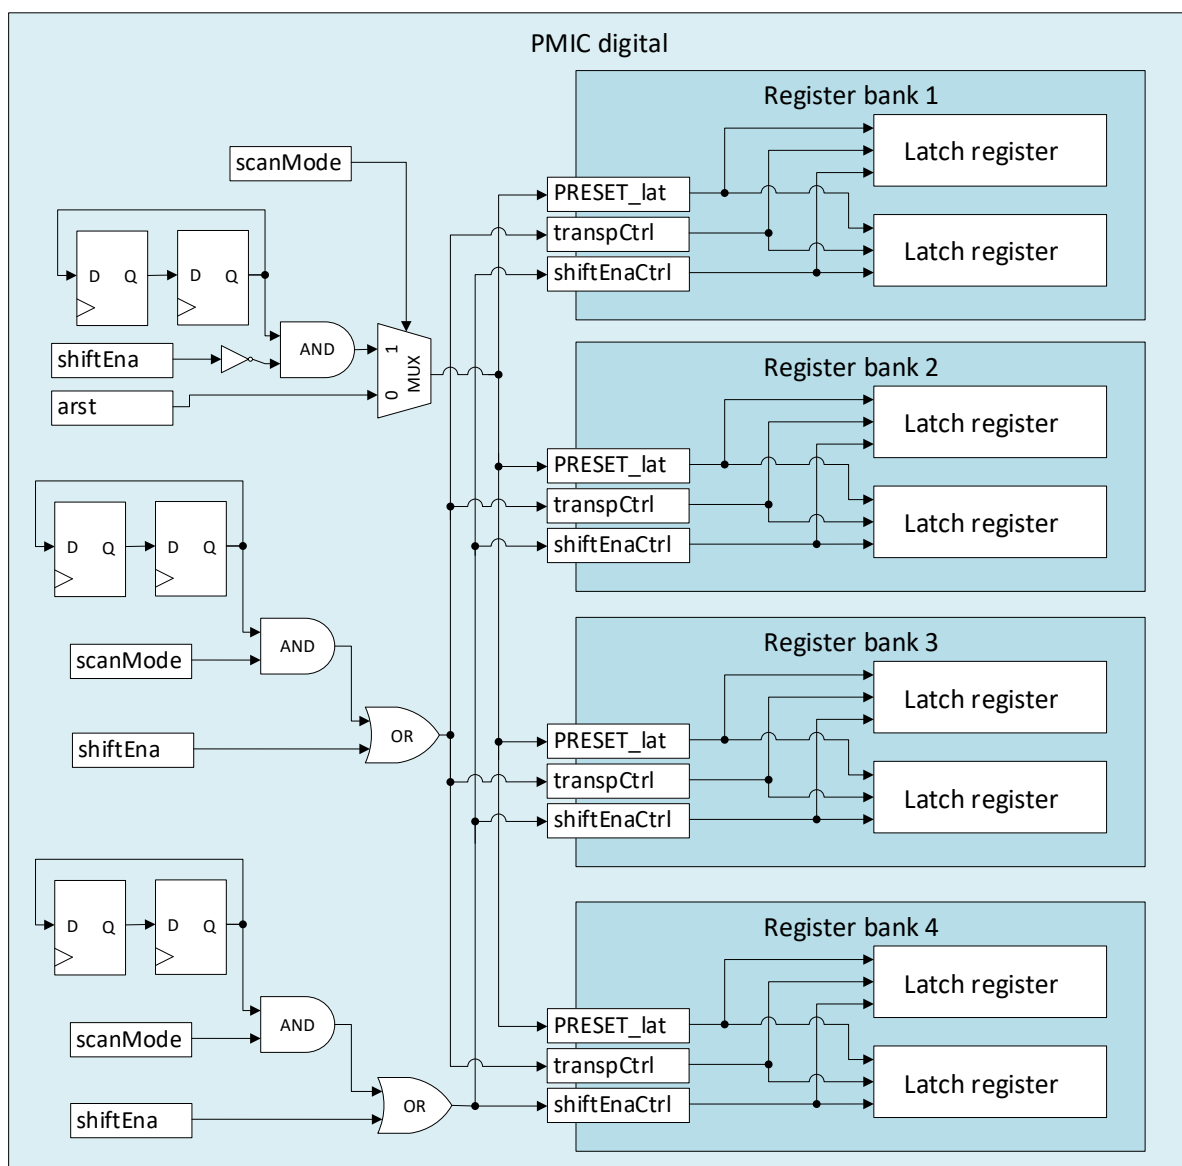 PMIC digital
Register bank 1
Latch register
Latch register
scanMode
PRESET_lat
transpCtrl
shiftEnaCtrl
D Q D Q
AND
shiftEna
arst
1
0
MUX
Register bank 2
Latch register
Latch register
PRESET_lat
transpCtrl
shiftEnaCtrl
D Q D Q
AND
scanMode
OR
shiftEna
Register bank 3
Latch register
Latch register
PRESET_lat
transpCtrl
shiftEnaCtrl
D Q D Q
AND
scanMode
OR
shiftEna
Register bank 4
Latch register
Latch register
PRESET_lat
transpCtrl
shiftEnaCtrl